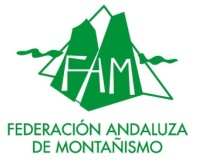 FAM
FEDERACIÓN ANDALUZA
DE MONTAÑISMO